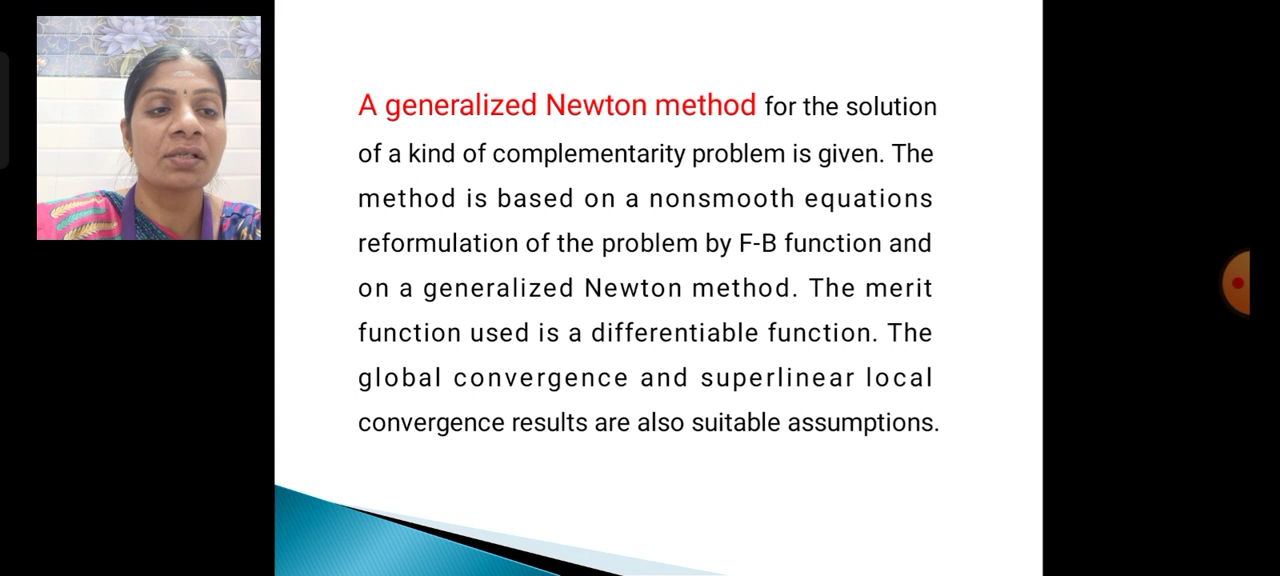 A generalized Newton method for the solution
of a kind of complementarity problem is given. The
method is based on a nonsmooth equations
reformulation of the problem by F-B function and
on a generalized Newton method. The merit
function used is a differentiable function. The
global convergence and superlinear local
convergence results are also suitable assumptions.